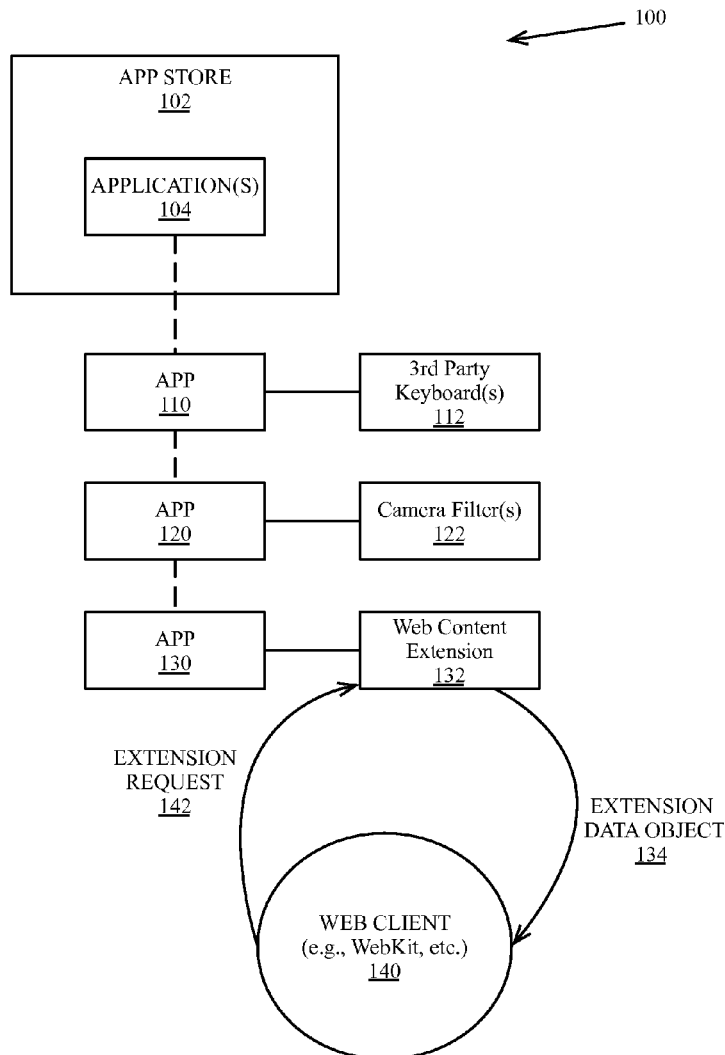 100
APP STORE
102
APPLICATION(S)
104
APP
110
3rd Party
Keyboard(s)
112
APP
120
Camera Filter(s)
122
APP
130
Web Content
Extension
132
EXTENSION
REQUEST
142
EXTENSION
DATA OBJECT
134
WEB CLIENT
(e.g., WebKit, etc.)
140